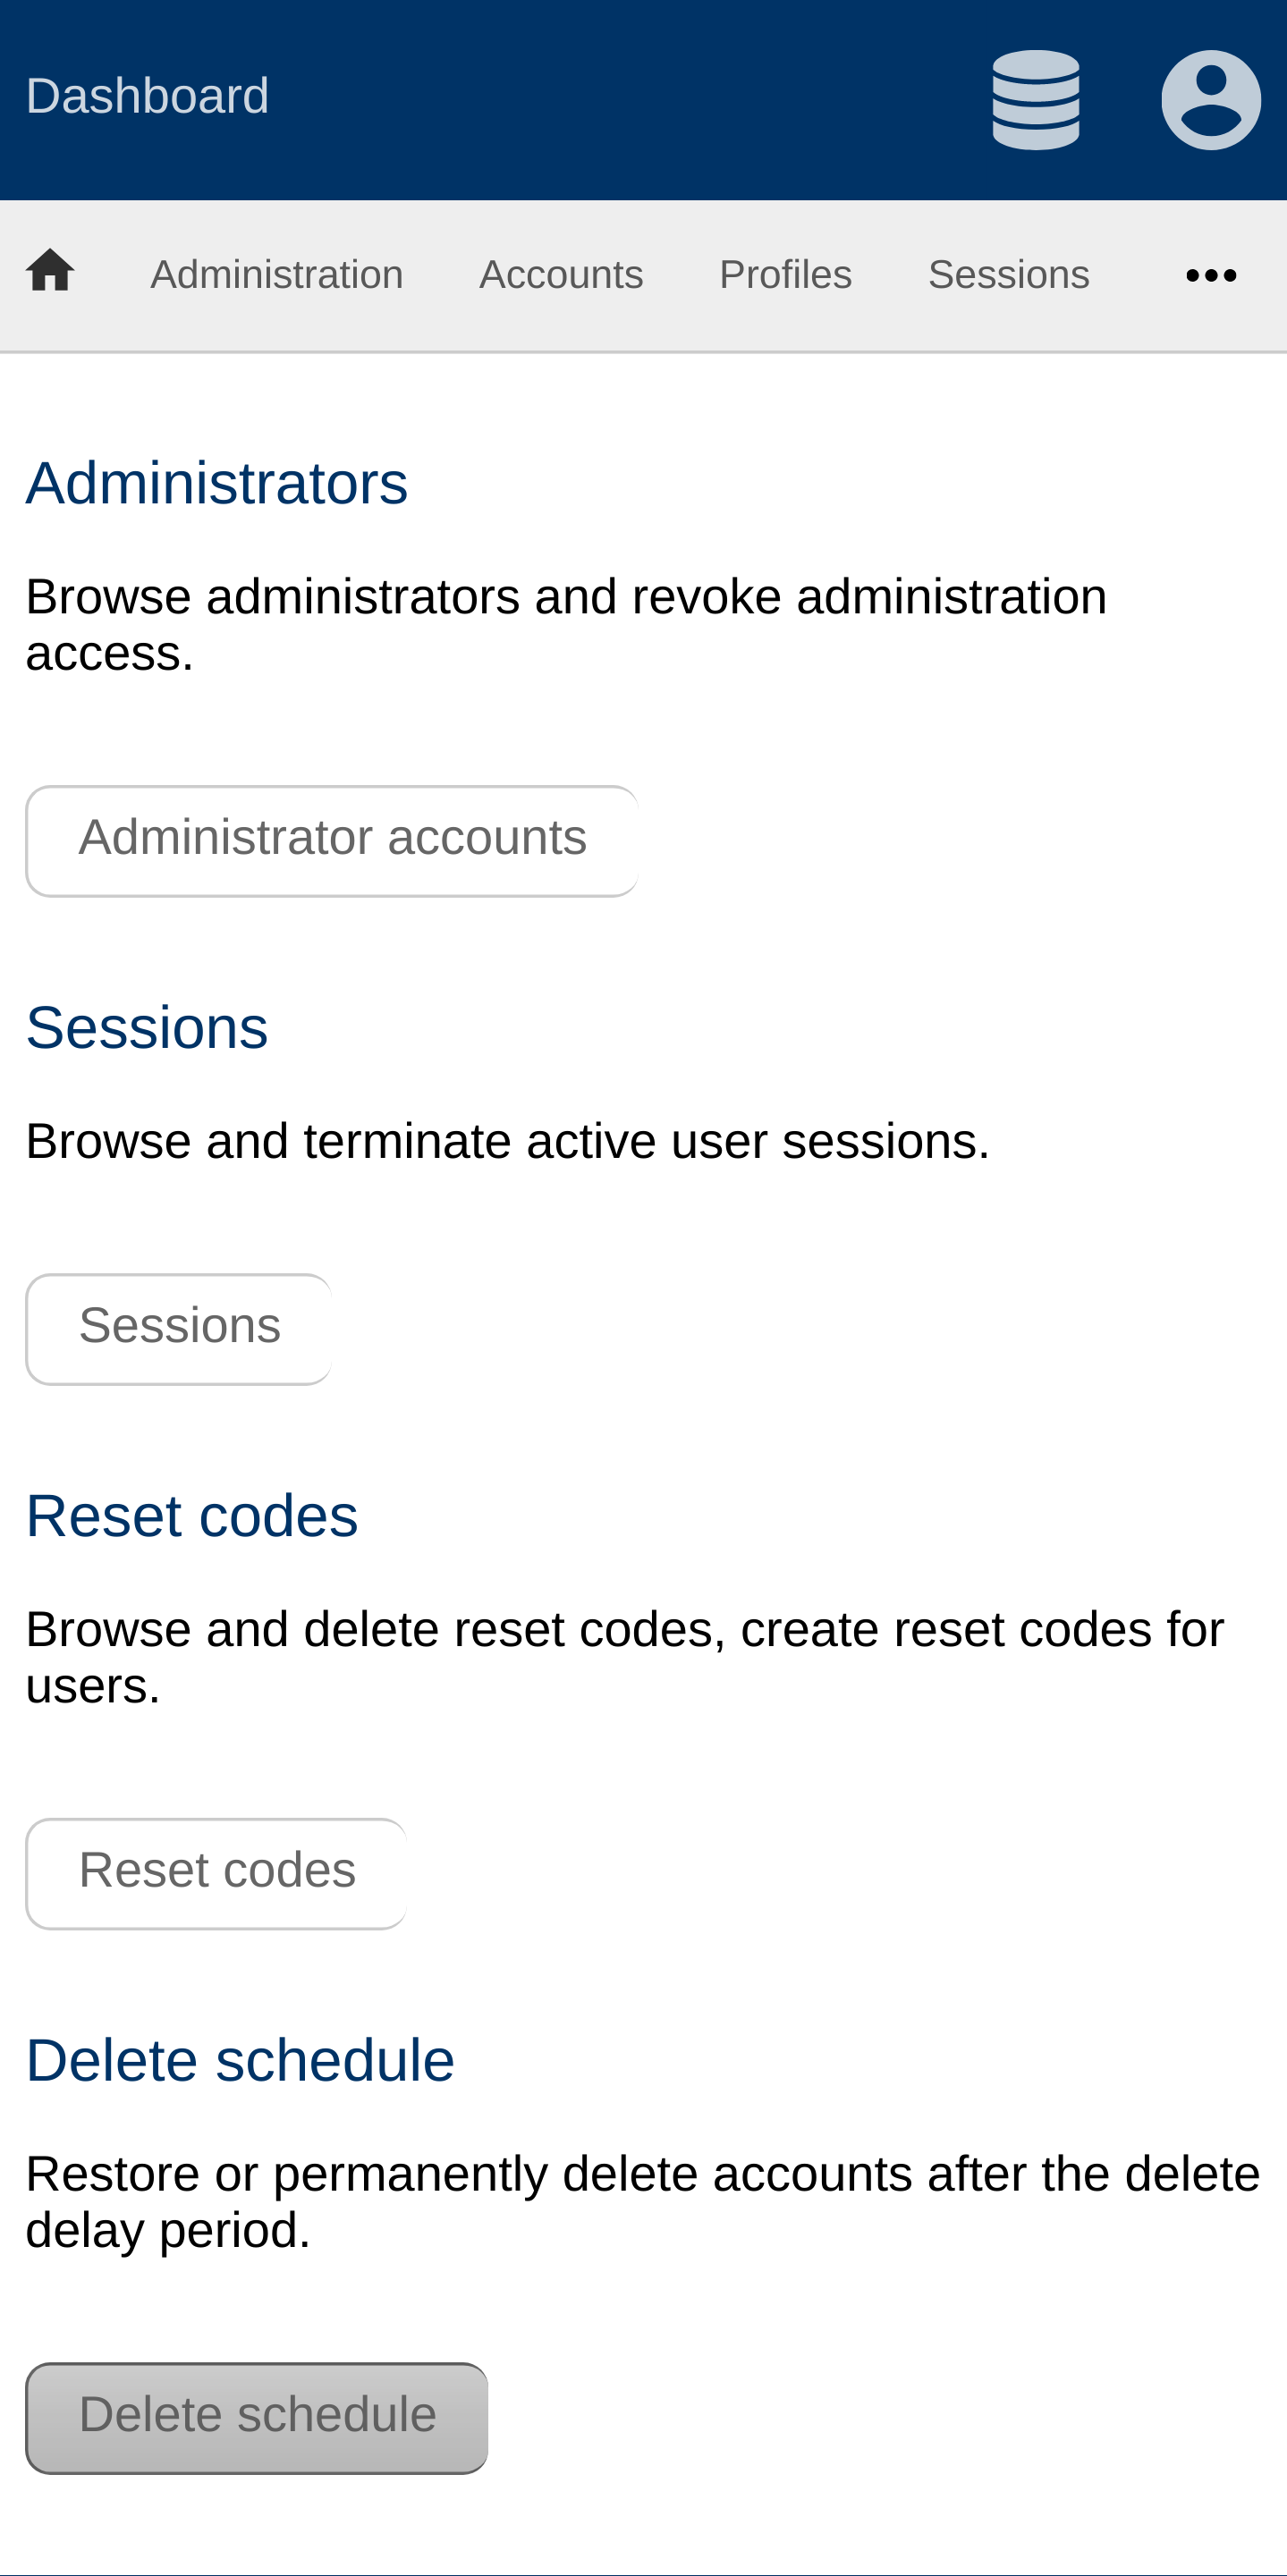 Dashboard
Administration Accounts Profiles Sessions
Administrators
Browse administrators and revoke administration
access.
Administrator accounts
Sessions
Browse and terminate active user sessions.
Sessions
Reset codes
Browse and delete reset codes, create reset codes for
users.
Reset codes
Delete schedule
Restore or permanently delete accounts after the delete
delay period.
Delete schedule